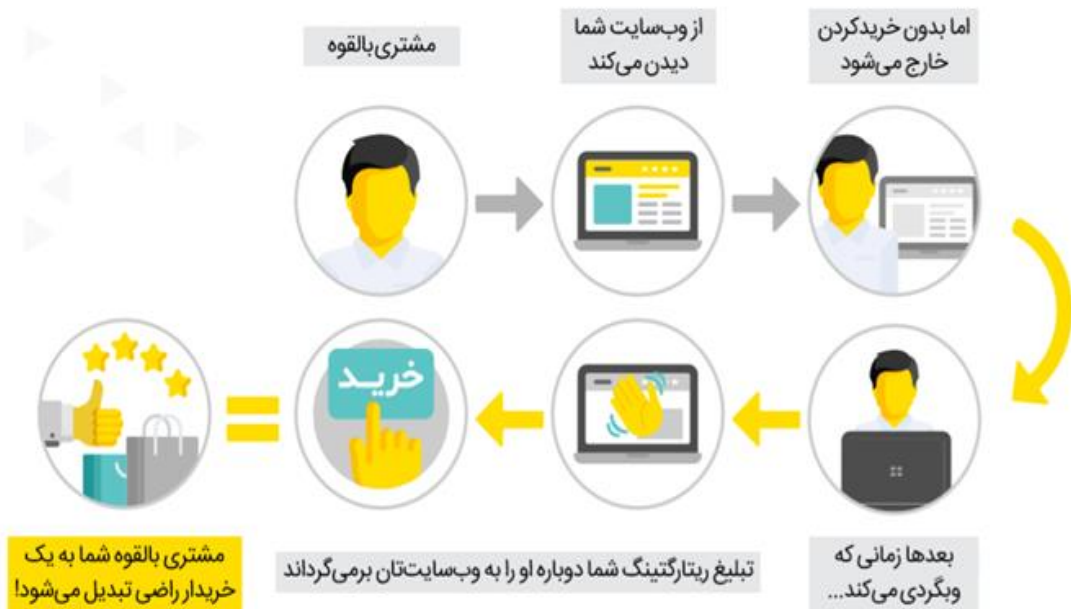 مشتری بالقوه
از وب‌سایت شما
دیدن می‌کند
اما بدون خریدکردن
خارج می‌شود
بعدها زمانی که
وبگردی می‌کند...
خرید
تبلیغ ریتارگتینگ شما دوباره او را به وب‌سایت‌تان برمی‌گرداند
مشتری بالقوه شما به یک
خریدار راضی تبدیل می‌شود!